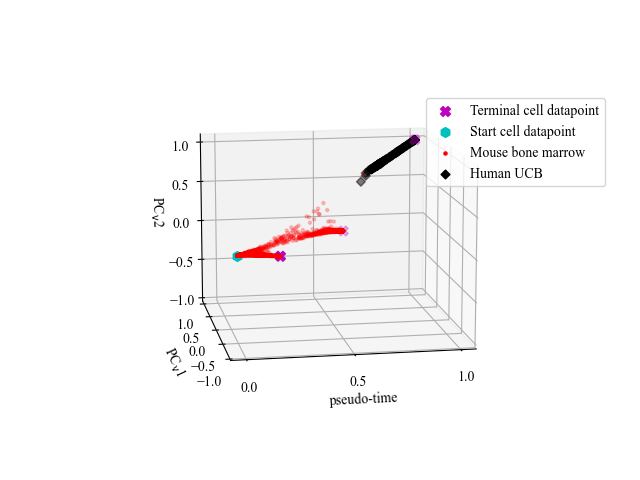 Terminal cell datapoint
Start cell datapoint
Mouse bone marrow
Human UCB
1.0
0.5
0.0
−0.5
−1.0
PCv2
1.0
0.5
0.0
−0.5
−1.0
PCv1
0.0
0.5
1.0
pseudo-time